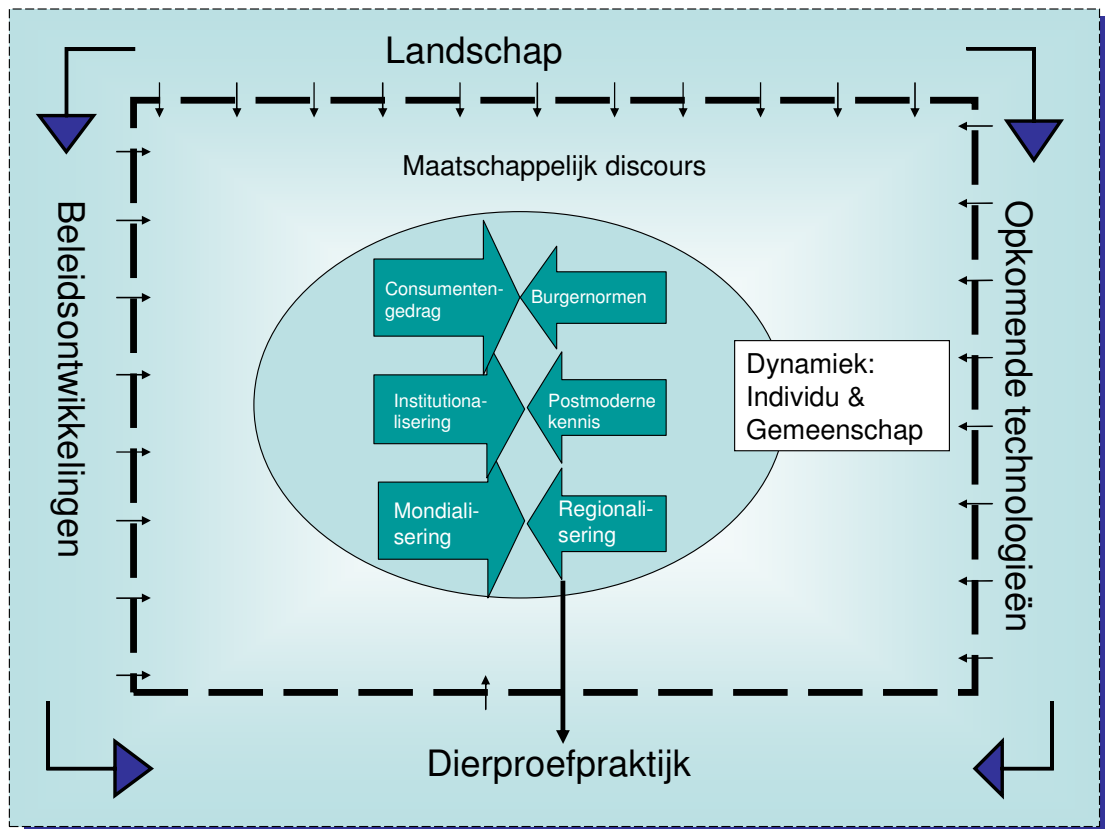 Landschap
Maatschappelijk discours
Beleidsontwikkelingen
Opkomende technologieën
Consumenten-
gedrag
Burgernormen
Institutiona-
lisering
Postmoderne
kennis
Mondiali-
sering
Regionali-
sering
Dynamiek:
Individu &
Gemeenschap
Dierproefpraktijk